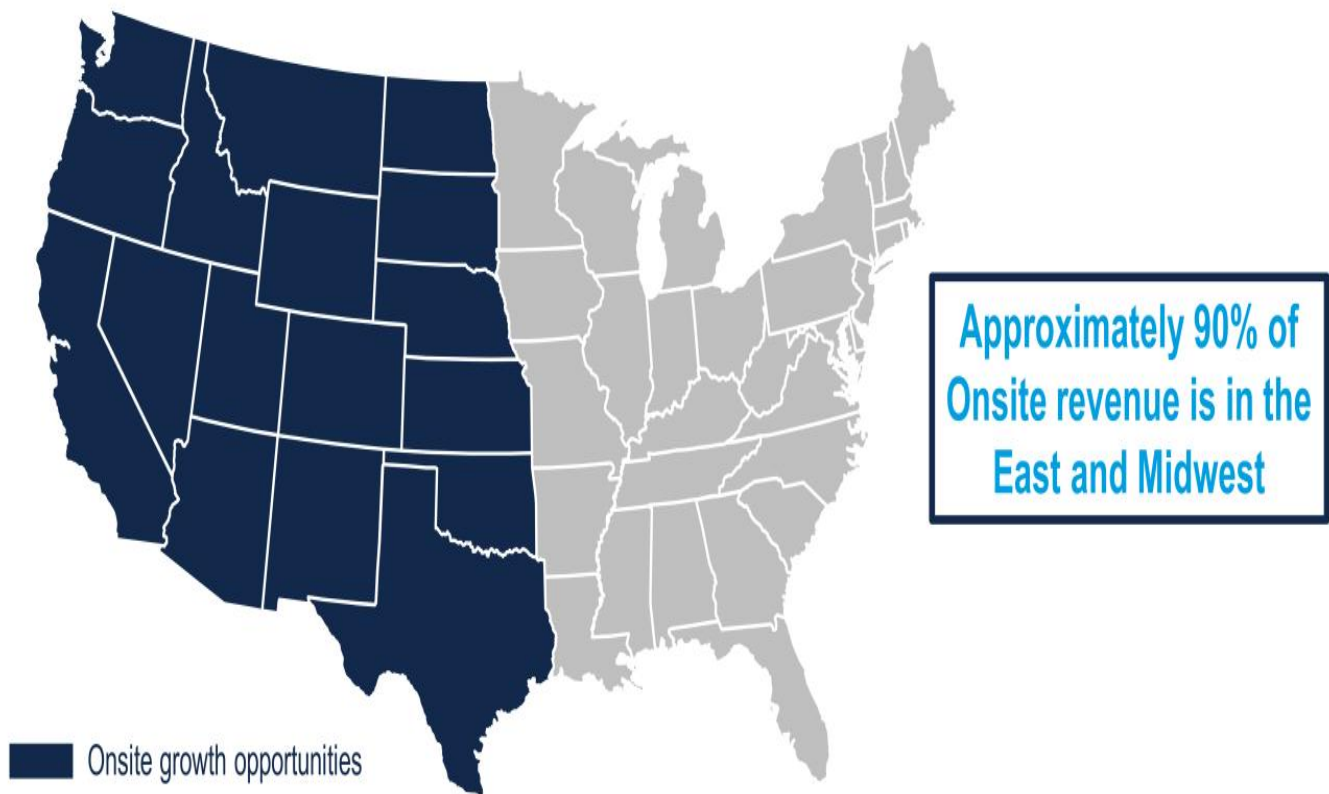 Approximately 90% of
Onsite revenue is in the
East and Midwest
Onsite growth opportunities